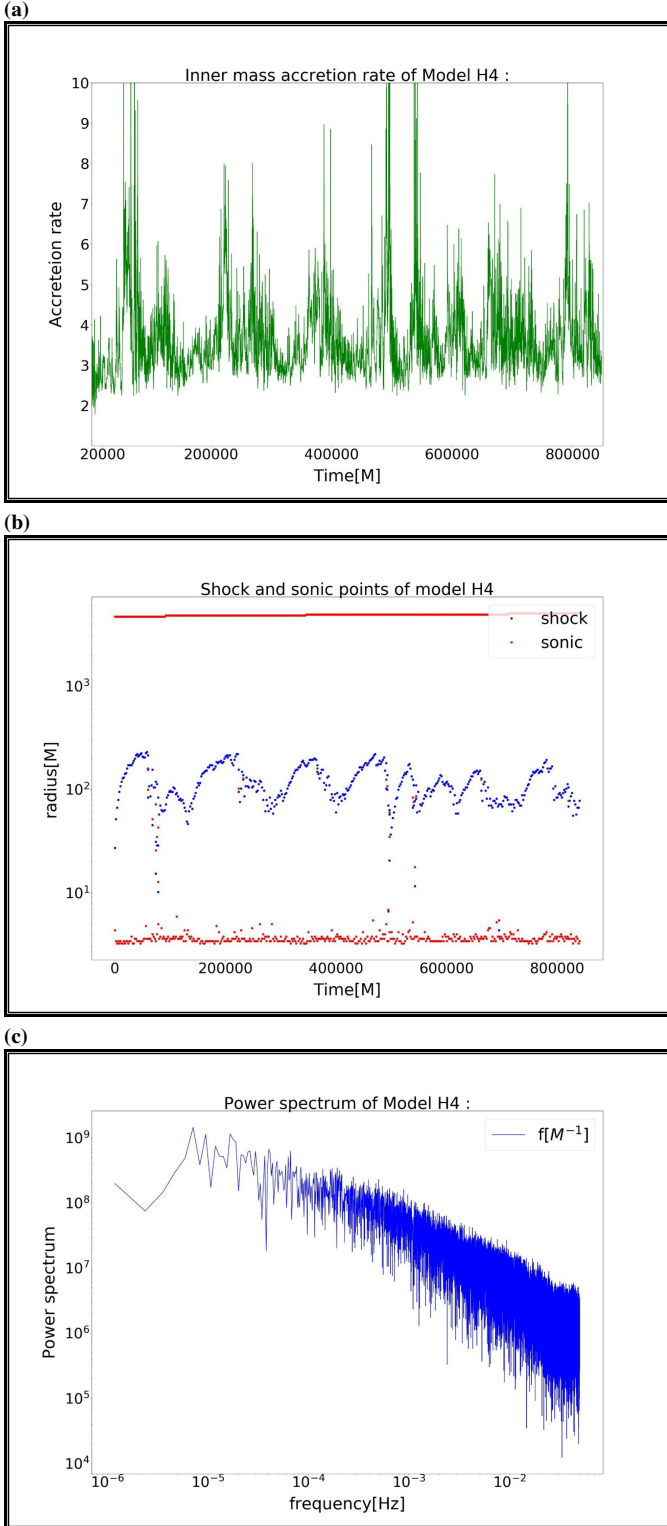 (a)
Inner mass accretion rate of Model H4 :
10
9
8
7
6
5
4
3
2
Accreteion rate
20000 200000 400000 600000 800000
Time[M]
(b)
Shock and sonic points of model H4
shock
sonic
10³
10²
10¹
radius[M]
0 200000 400000 600000 800000
Time[M]
(c)
Power spectrum of Model H4 :
f[M⁻¹]
10⁹
10⁸
10⁷
10⁶
10⁵
10⁴
Power spectrum
10⁻⁶ 10⁻⁵ 10⁻⁴ 10⁻³ 10⁻²
frequency[Hz]